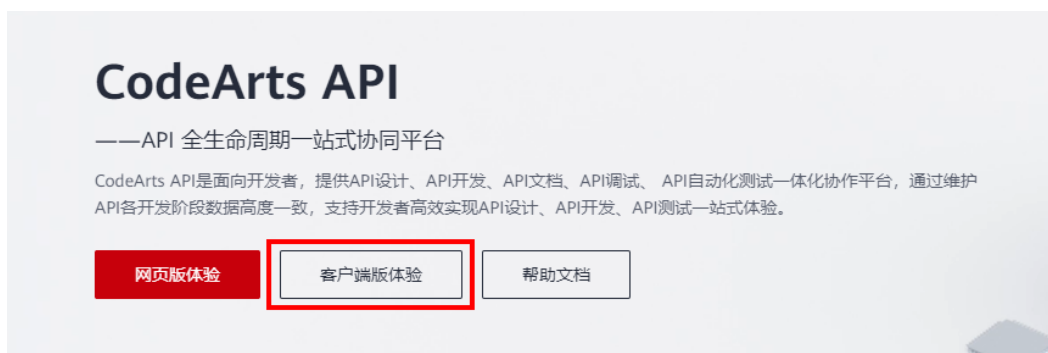 CodeArts API
——API 全生命周期一站式协同平台
CodeArts API是面向开发者，提供API设计、API开发、API文档、API调试、 API自动化测试一体化协作平台，通过维护
API各开发阶段数据高度一致，支持开发者高效实现API设计、API开发、API测试一站式体验。
网页版体验 客户端版体验 帮助文档